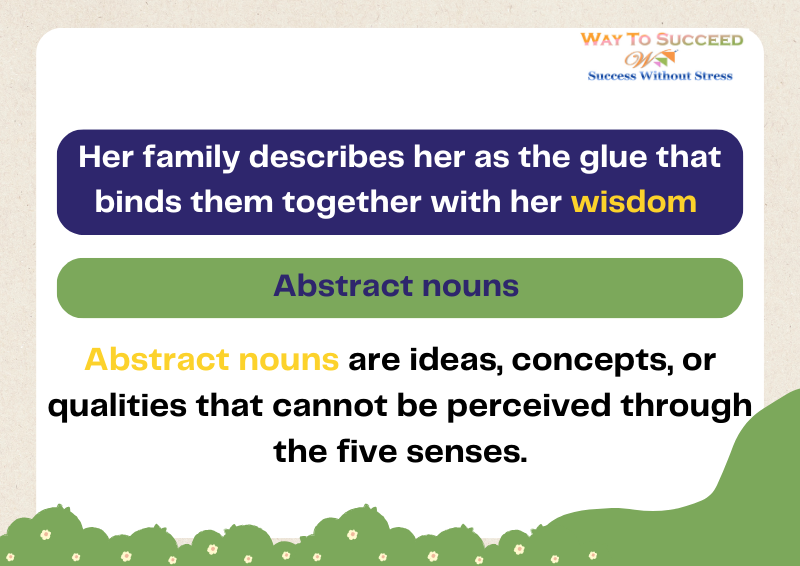 WAY TO SUCCEED
W
Success Without Stress
Her family describes her as the glue that
binds them together with her wisdom
Abstract nouns
Abstract nouns are ideas, concepts, or
qualities that cannot be perceived through
the five senses.